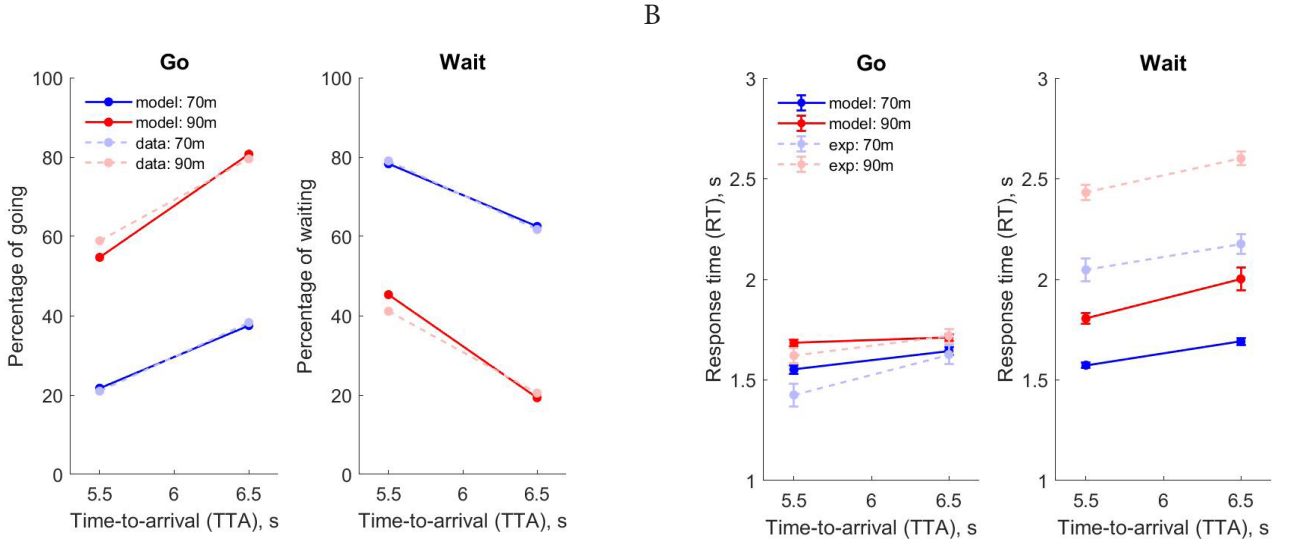 B
Go
Percentage of going
100
80
60
40
20
0
model: 70m
model: 90m
data: 70m
data: 90m
5.5
6
6.5
Time-to-arrival (TTA), s
Wait
Percentage of waiting
100
80
60
40
20
0
5.5
6
6.5
Time-to-arrival (TTA), s
Go
Response time (RT), s
3
2.5
2
1.5
1
model: 70m
model: 90m
exp: 70m
exp: 90m
5.5
6
6.5
Time-to-arrival (TTA), s
Wait
Response time (RT), s
3
2.5
2
1.5
1
5.5
6
6.5
Time-to-arrival (TTA), s